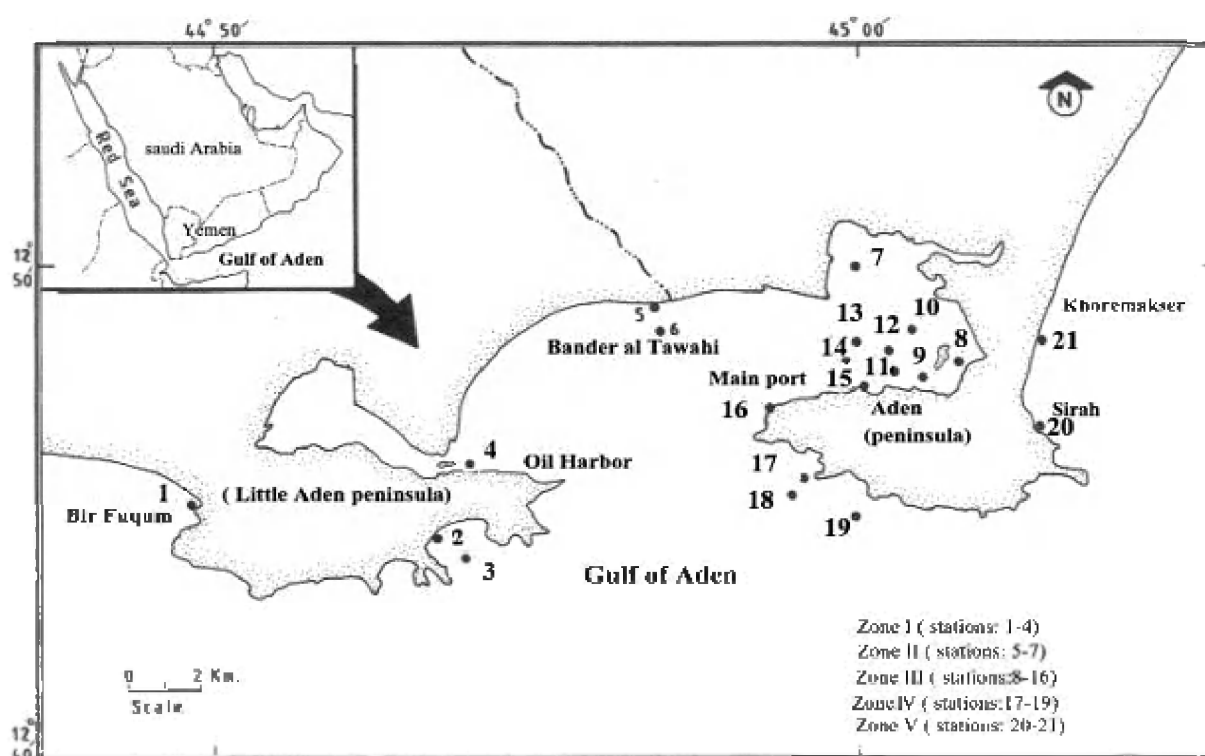 44° 50′
45° 00′
N
Red Sea
saudi Arabia
Yemen
Gulf of Aden
12°
50′
7
Khoremakser
5
6
13
10
12
14
8
21
Bander al Tawahi
11
9
Main port
15
16
Aden
(peninsula)
Sirah
20
4
Oil Harbor
17
1
( Little Aden peninsula)
18
Bir Fuqum
19
2
3
Gulf of Aden
Zone I ( stations: 1-4)
Zone II ( stations: 5-7)
Zone III ( stations:8-16)
Zone IV ( stations:17-19)
Zone V ( stations: 20-21)
0 2 Km.
Scale
12°